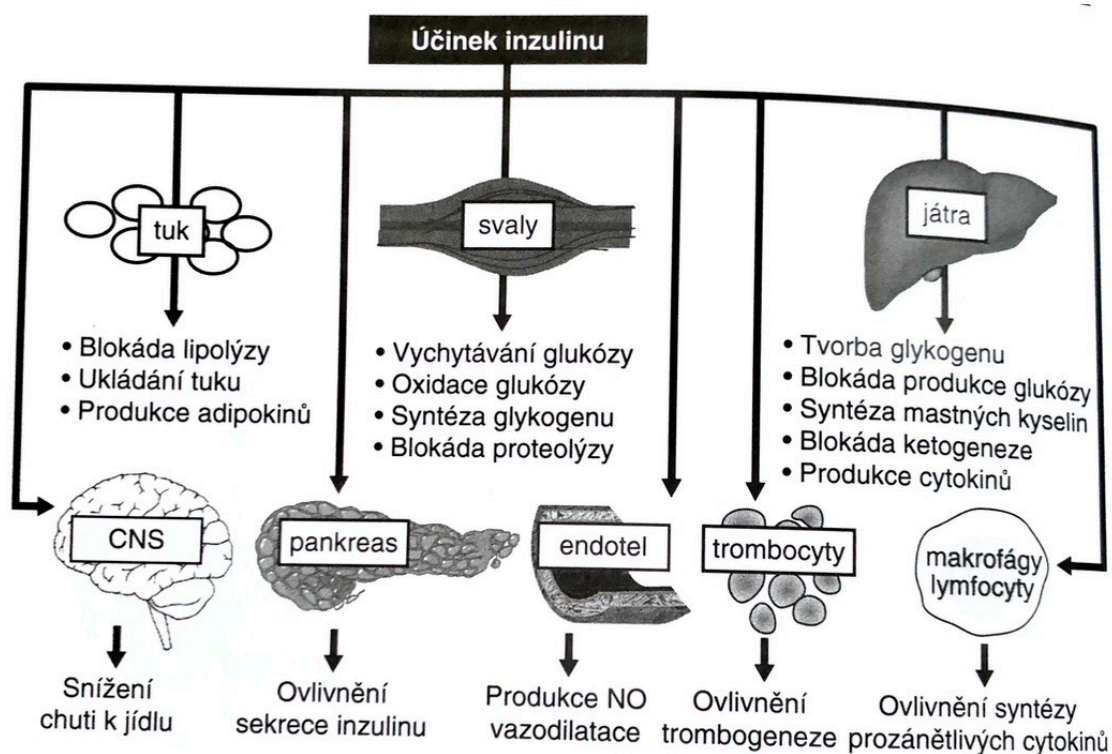 Účinek inzulinu
tuk
svaly
játra
• Blokáda lipolýzy
• Ukládání tuku
• Produkce adipokinů
• Vychytávání glukózy
• Oxidace glukózy
• Syntéza glykogenu
• Blokáda proteolýzy
• Tvorba glykogenu
• Blokáda produkce glukózy
• Syntéza mastných kyselin
• Blokáda ketogeneze
• Produkce cytokinů
CNS
pankreas
endotel
trombocyty
makrofágy
lymfocyty
Snížení
chuti k jídlu
Ovlivnění
sekrece inzulinu
Produkce NO
vazodilatace
Ovlivnění
trombogeneze
Ovlivnění syntézy
prozánětlivých cytokinů